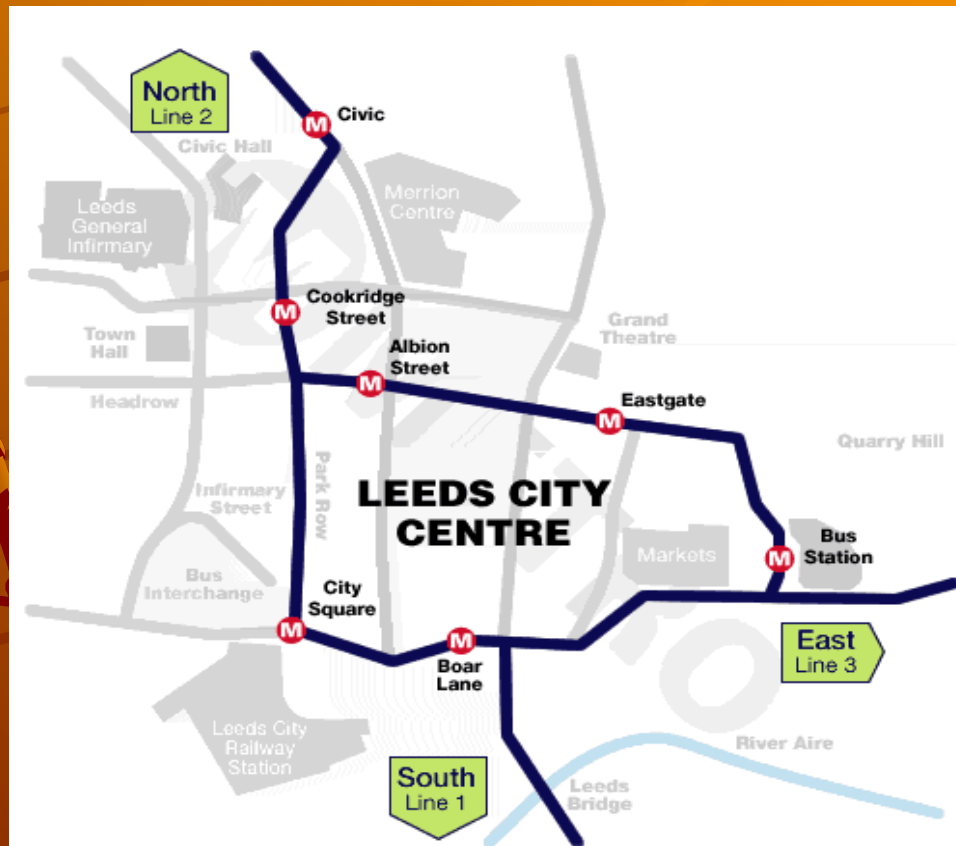 North
Line 2
M
Civic
Civic Hall
Merrion
Centre
Leeds
General
Infirmary
M
Cookridge
Street
Town
Hall
Grand
Theatre
Albion
Street
M
Headrow
Eastgate
M
Quarry Hill
Park Row
Infirmary
Street
LEEDS CITY
CENTRE
Bus
Station
M
Markets
Bus
Interchange
City
Square
M
M
Boar
Lane
East
Line 3
Leeds City
Railway
Station
River Aire
South
Line 1
Leeds
Bridge